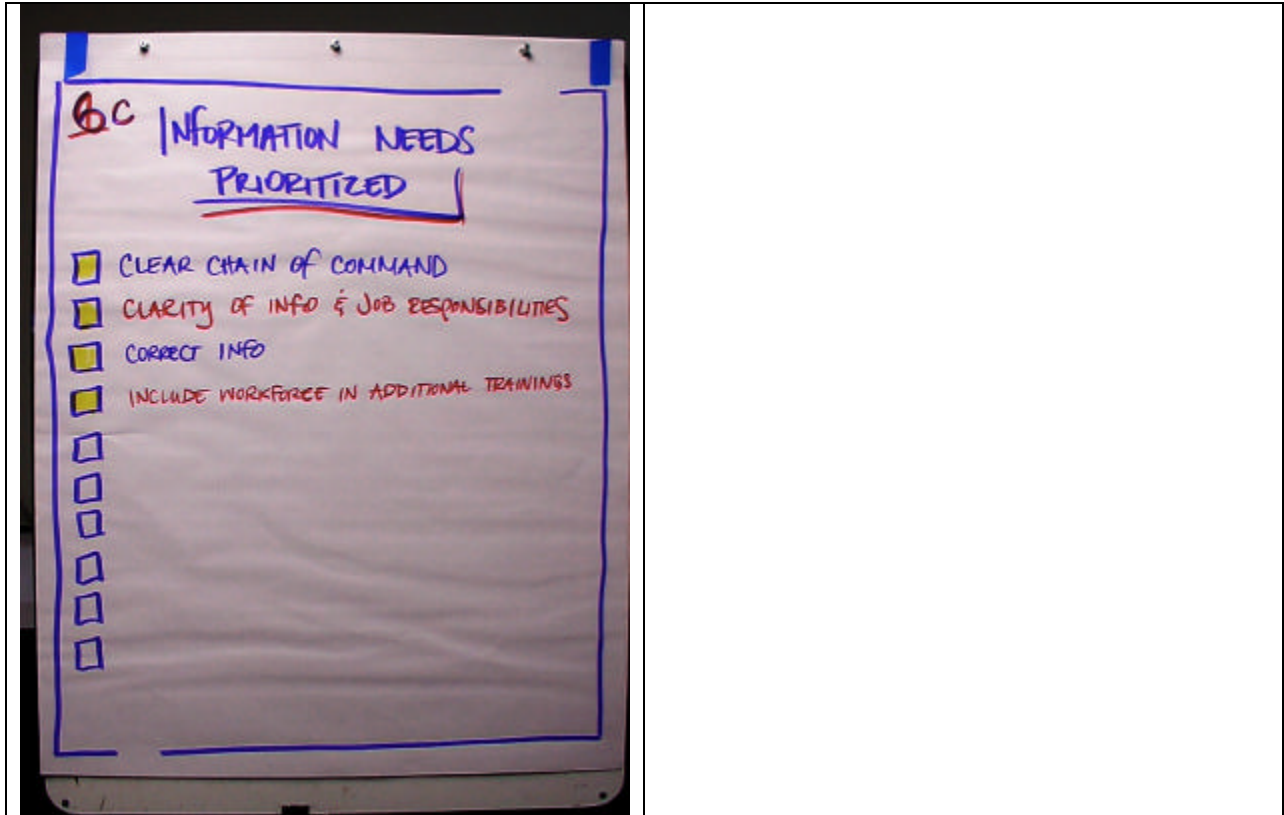 6C
INFORMATION NEEDS
PRIORITIZED
CLEAR CHAIN of COMMAND
CLARITY OF INFO & JOB RESPONSIBILITIES
CORRECT INFO
INCLUDE WORKFORCE IN ADDITIONAL TRAININGS